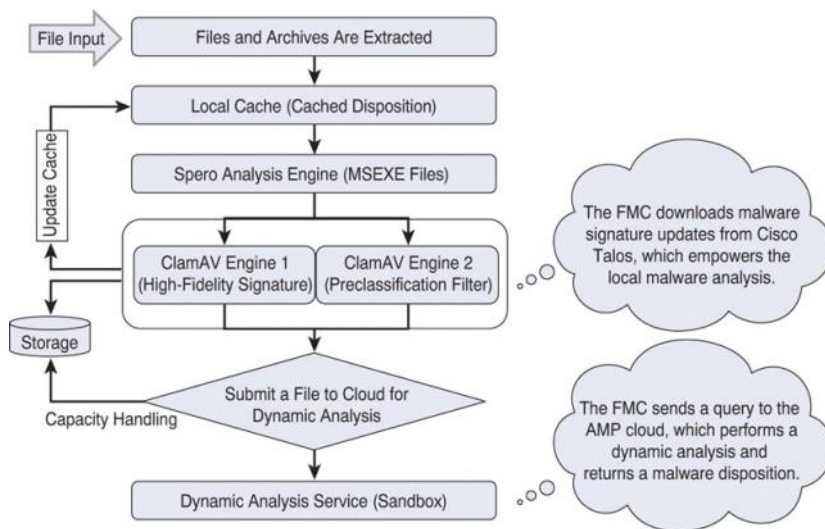 File Input
Files and Archives Are Extracted
Local Cache (Cached Disposition)
Update Cache
Spero Analysis Engine (MSEXE Files)
ClamAV Engine 1
(High-Fidelity Signature)
ClamAV Engine 2
(Preclassification Filter)
The FMC downloads malware
signature updates from Cisco
Talos, which empowers the
local malware analysis.
Storage
Submit a File to Cloud for
Dynamic Analysis
Capacity Handling
The FMC sends a query to the
AMP cloud, which performs a
dynamic analysis and
returns a malware disposition.
Dynamic Analysis Service (Sandbox)